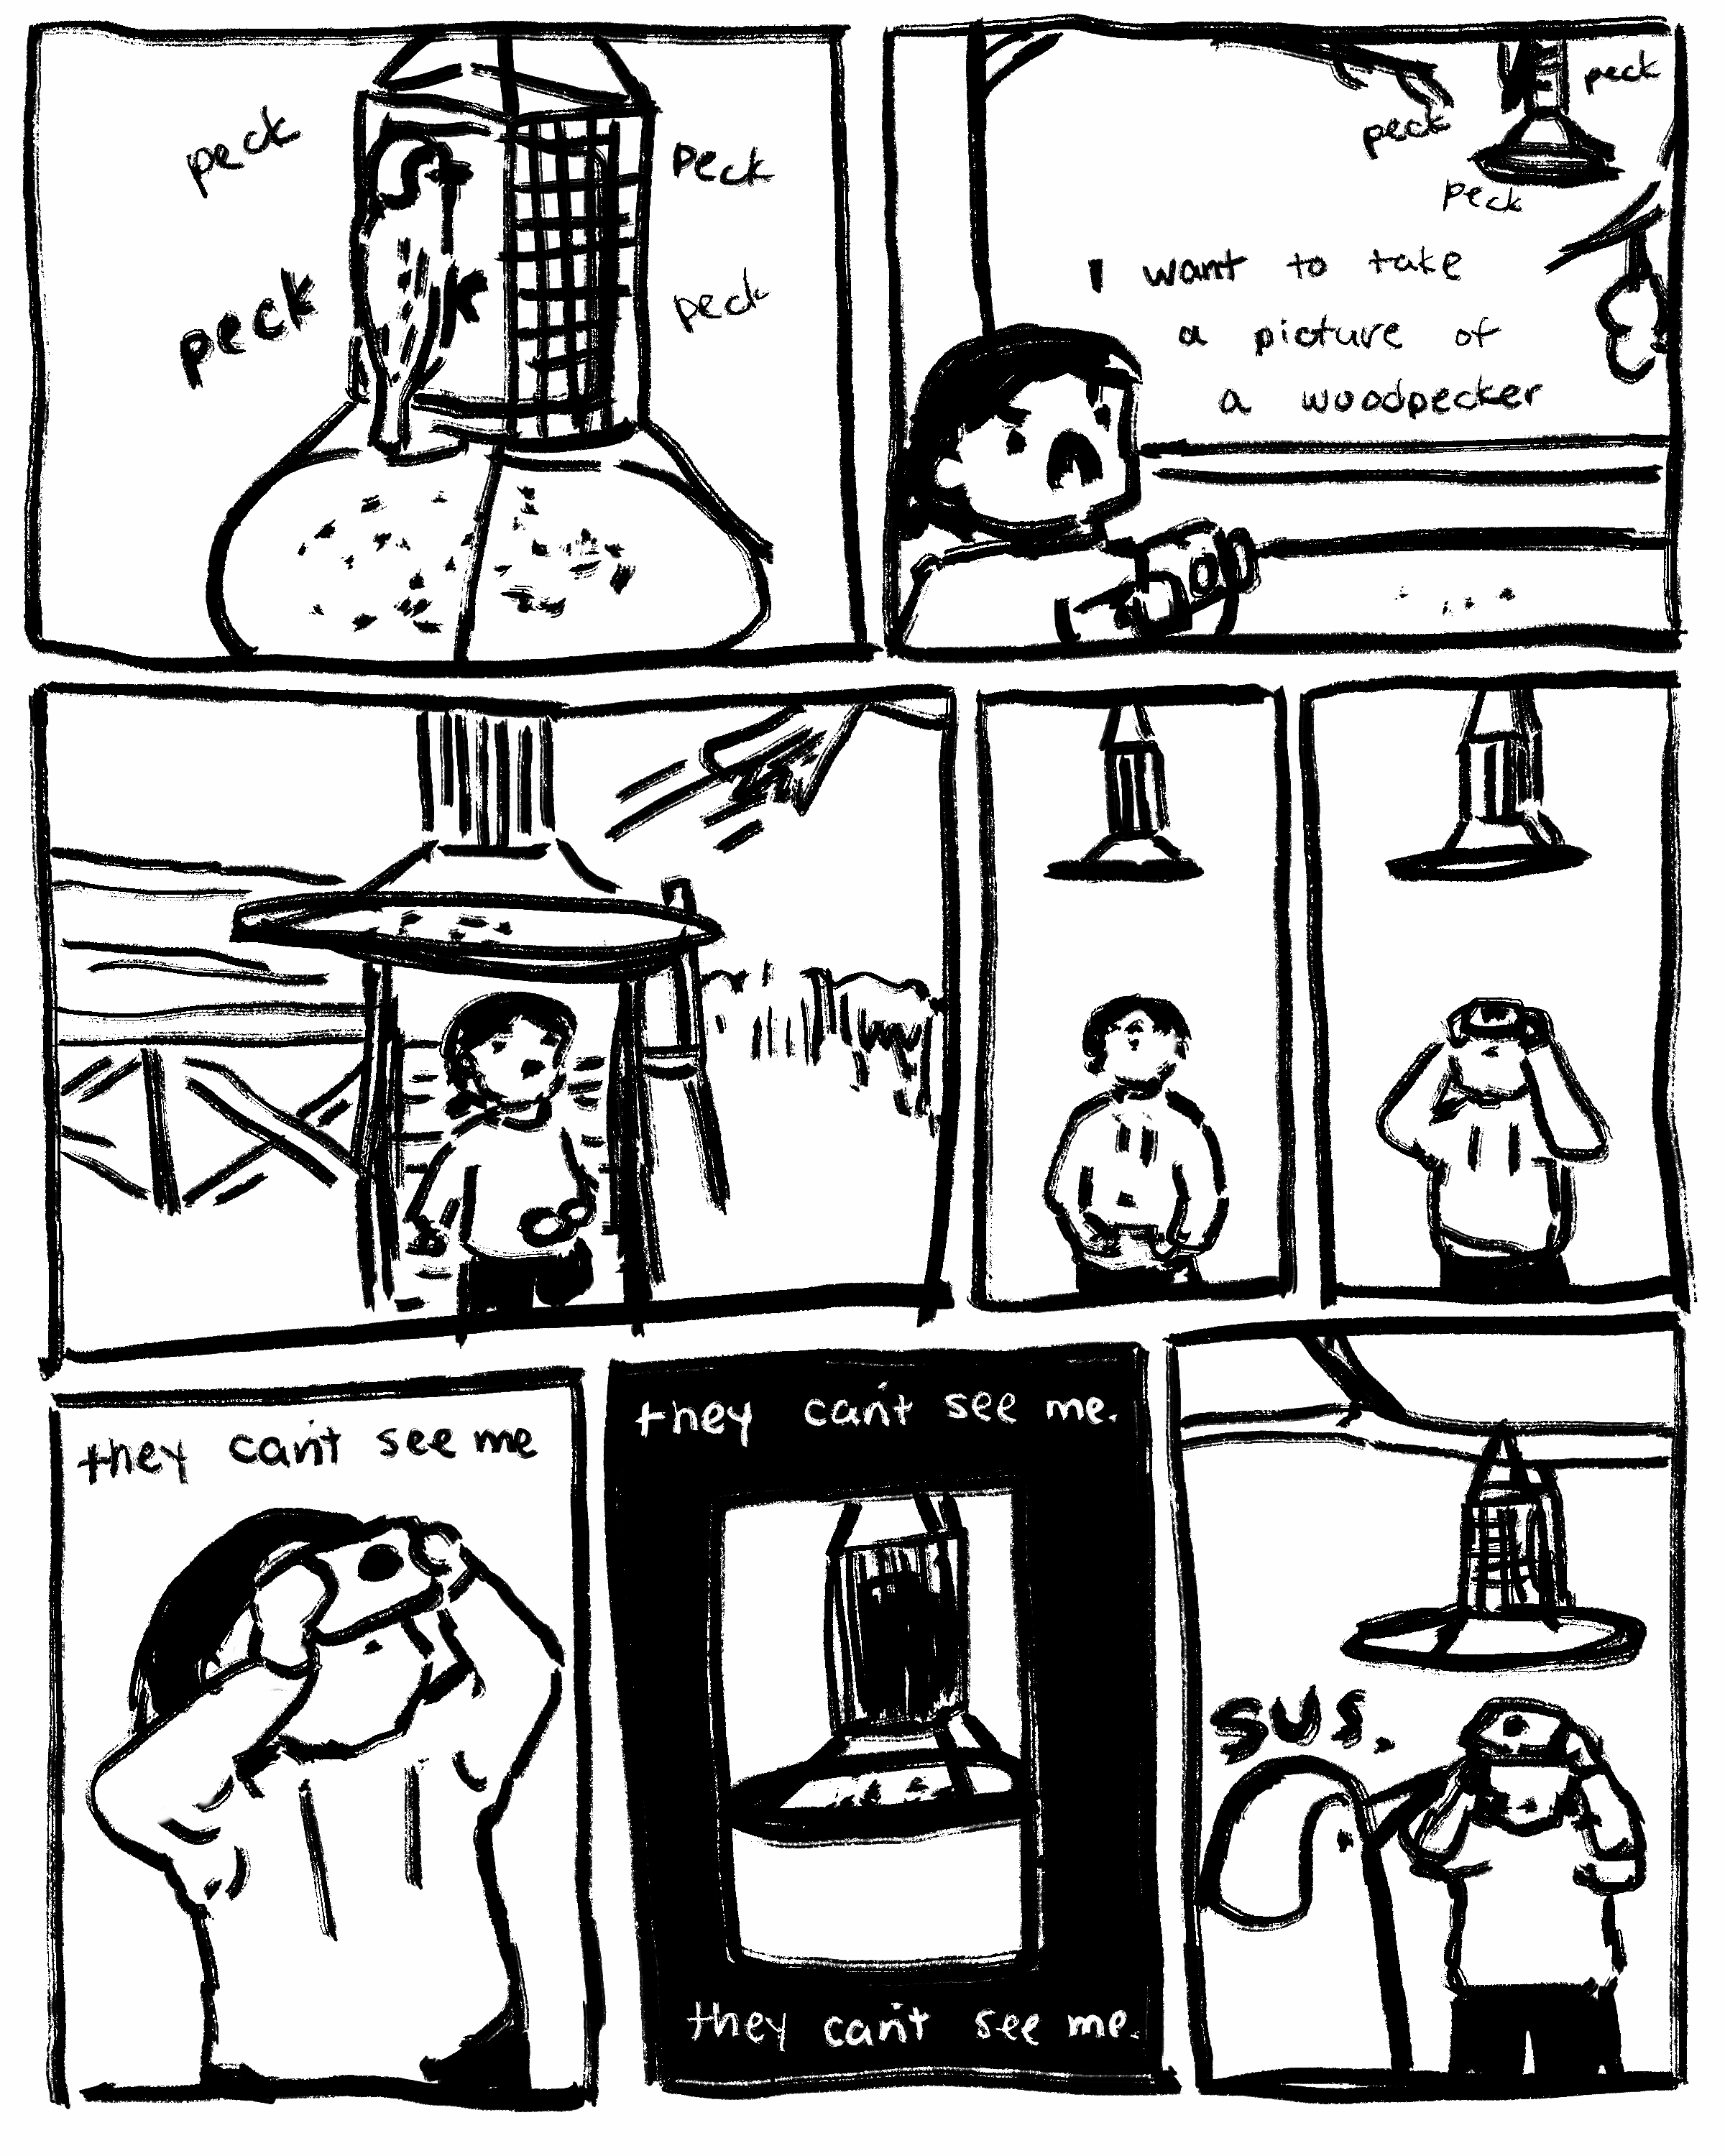 peck
peck
peck
peck
peck
peck
peck
I want to take
a picture of
a woodpecker
they can't see me
they can't see me.
they can't see me.
sus.